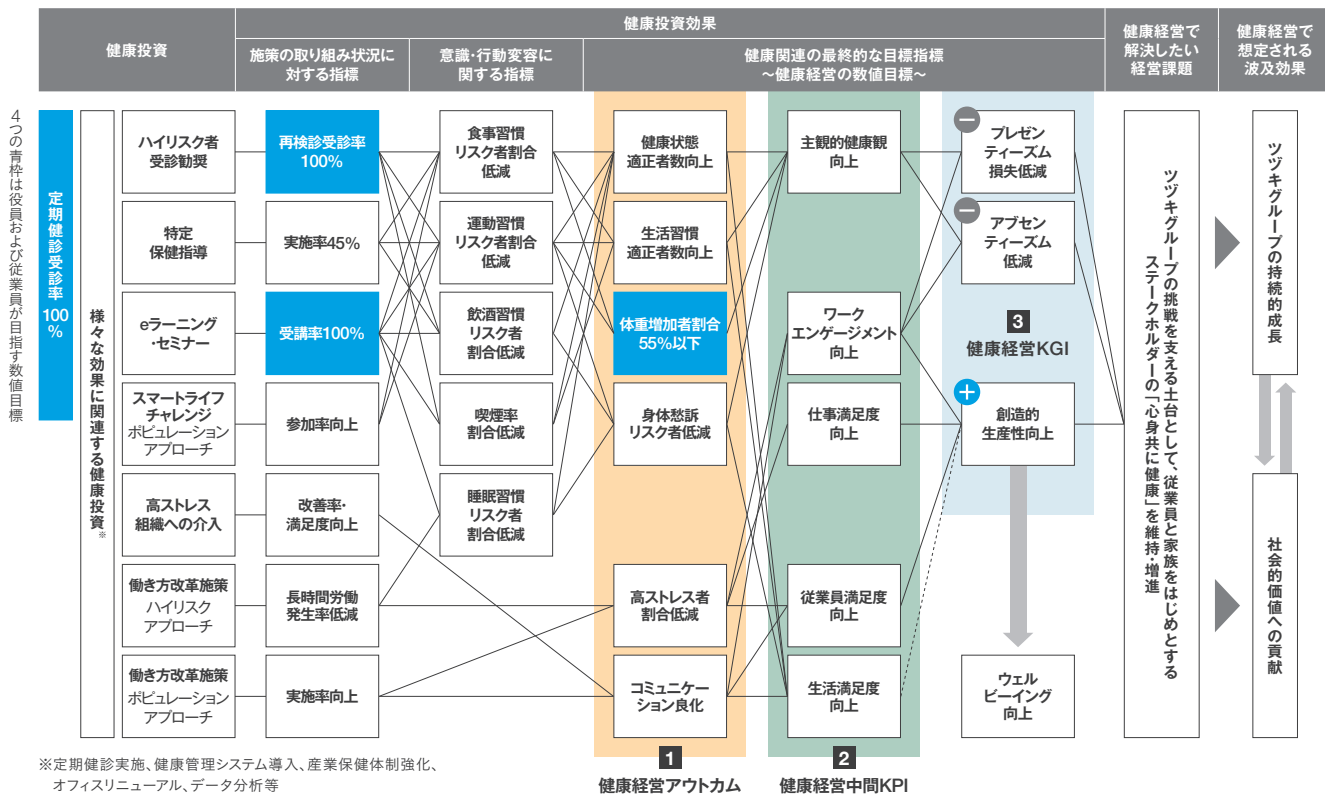 健康投資
健康投資効果
施策の取り組み状況に
対する指標
意識・行動変容に
関する指標
健康関連の最終的な目標指標
～健康経営の数値目標～
健康経営で
解決したい
経営課題
健康経営で
想定される
波及効果
4つの青枠は役員および従業員が目指す数値目標
定期健診受診率
100%
様々な効果に関連する健康投資※
ハイリスク者
受診勧奨
特定
保健指導
eラーニング
・セミナー
スマートライフ
チャレンジ
ポピュレーション
アプローチ
高ストレス
組織への介入
働き方改革施策
ハイリスク
アプローチ
働き方改革施策
ポピュレーション
アプローチ
再検診受診率
100%
実施率45%
受講率100%
参加率向上
改善率・
満足度向上
長時間労働
発生率低減
実施率向上
食事習慣
リスク者割合
低減
運動習慣
リスク者割合
低減
飲酒習慣
リスク者
割合低減
喫煙率
割合低減
睡眠習慣
リスク者
割合低減
健康状態
適正者数向上
生活習慣
適正者数向上
体重増加者割合
55%以下
身体愁訴
リスク者低減
高ストレス者
割合低減
コミュニケー
ション良化
1
健康経営アウトカム
主観的健康観
向上
ワーク
エンゲージメント
向上
仕事満足度
向上
従業員満足度
向上
生活満足度
向上
2
健康経営中間KPI
−
プレゼン
ティーズム
損失低減
−
アブセン
ティーズム
低減
3
健康経営KGI
+
創造的
生産性向上
ウェル
ビーイング
向上
ツヅキグループの挑戦を支える土台として、従業員と家族をはじめとする
ステークホルダーの「心身共に健康」を維持・増進
ツヅキグループの持続的成長
社会的価値への貢献
※定期健診実施、健康管理システム導入、産業保健体制強化、
オフィスリニューアル、データ分析等